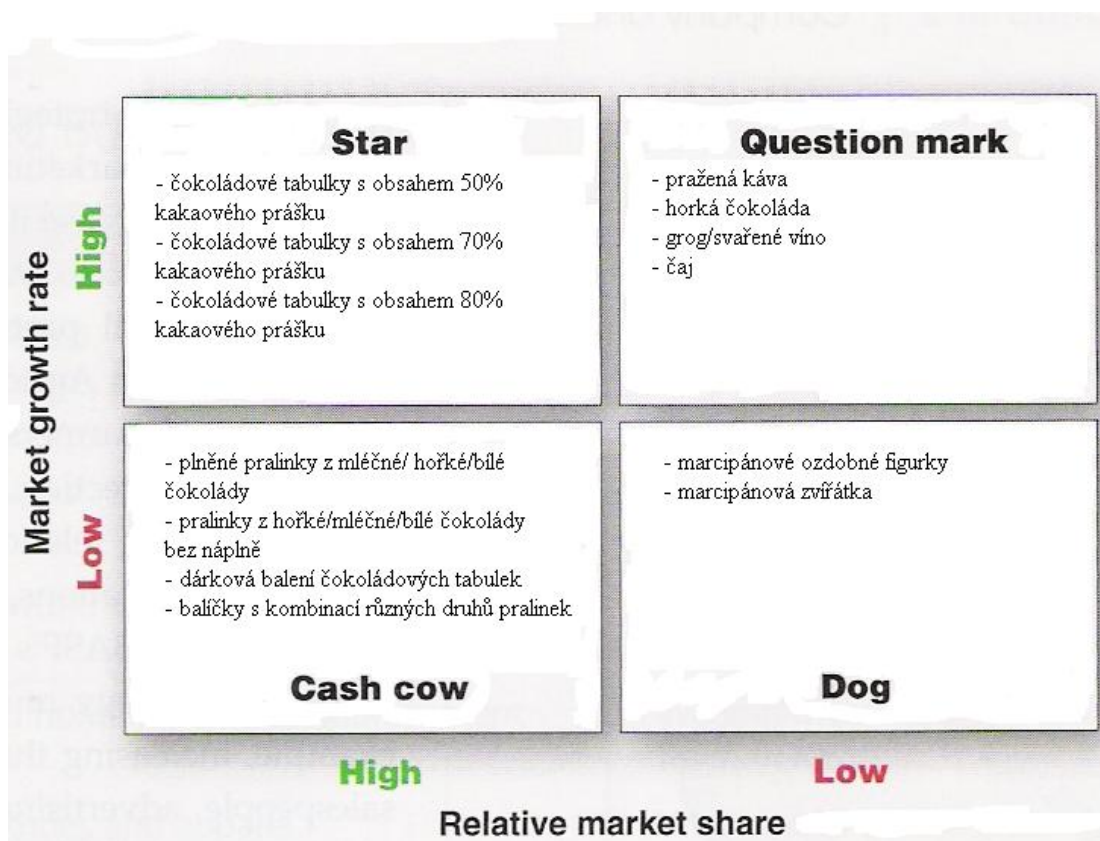 Star
- čokoládové tabulky s obsahem 50%
kakaového prášku
- čokoládové tabulky s obsahem 70%
kakaového prášku
- čokoládové tabulky s obsahem 80%
kakaového prášku
Question mark
- pražená káva
- horká čokoláda
- grog/svařené víno
- čaj
Market growth rate
High
Low
- plněné pralinky z mléčné/ hořké/bílé
čokolády
- pralinky z hořké/mléčné/bílé čokolády
bez náplně
- dárková balení čokoládových tabulek
- balíčky s kombinací různých druhů pralinek
Cash cow
- marcipánové ozdobné figurky
- marcipánová zvířátka
Dog
High
Low
Relative market share